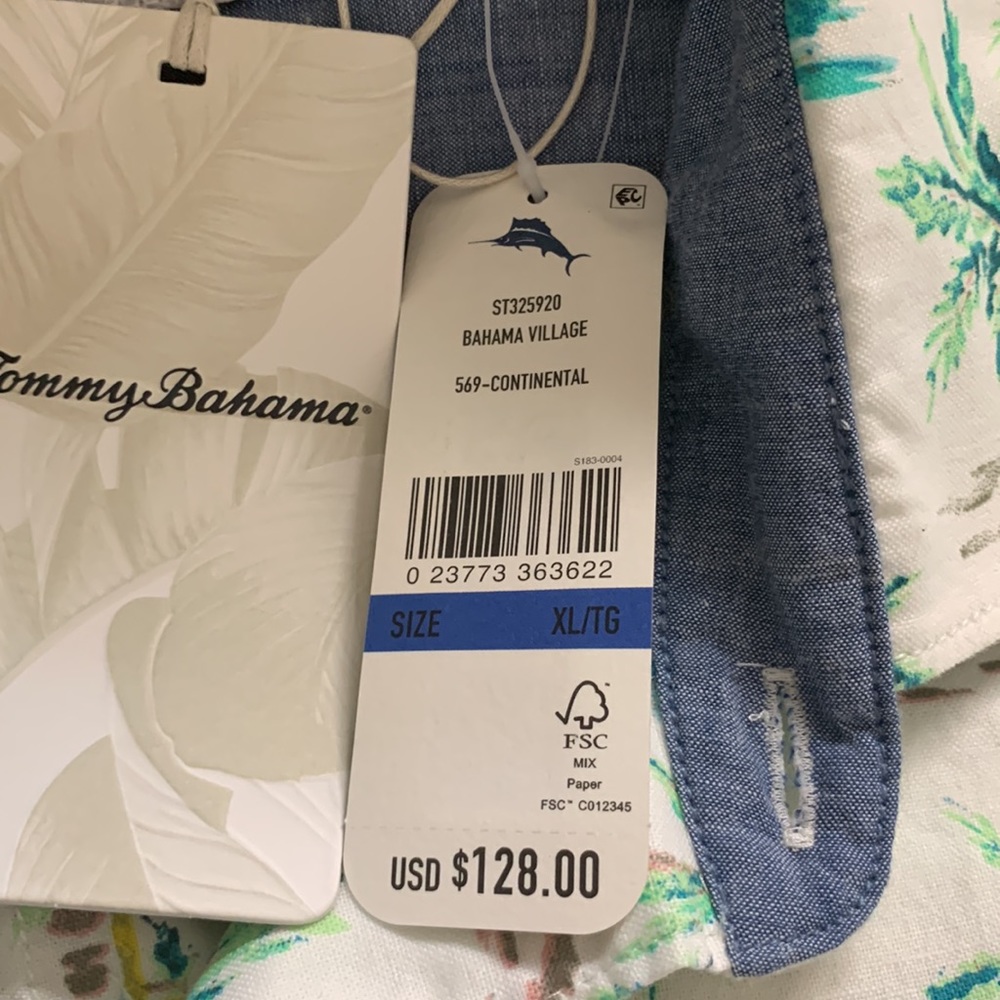 Tommy Bahama®
ST325920
BAHAMA VILLAGE
569-CONTINENTAL
S183-0004
0 23773 363622
SIZE XL/TG
FSC
MIX
Paper
FSC™ C012345
USD $128.00